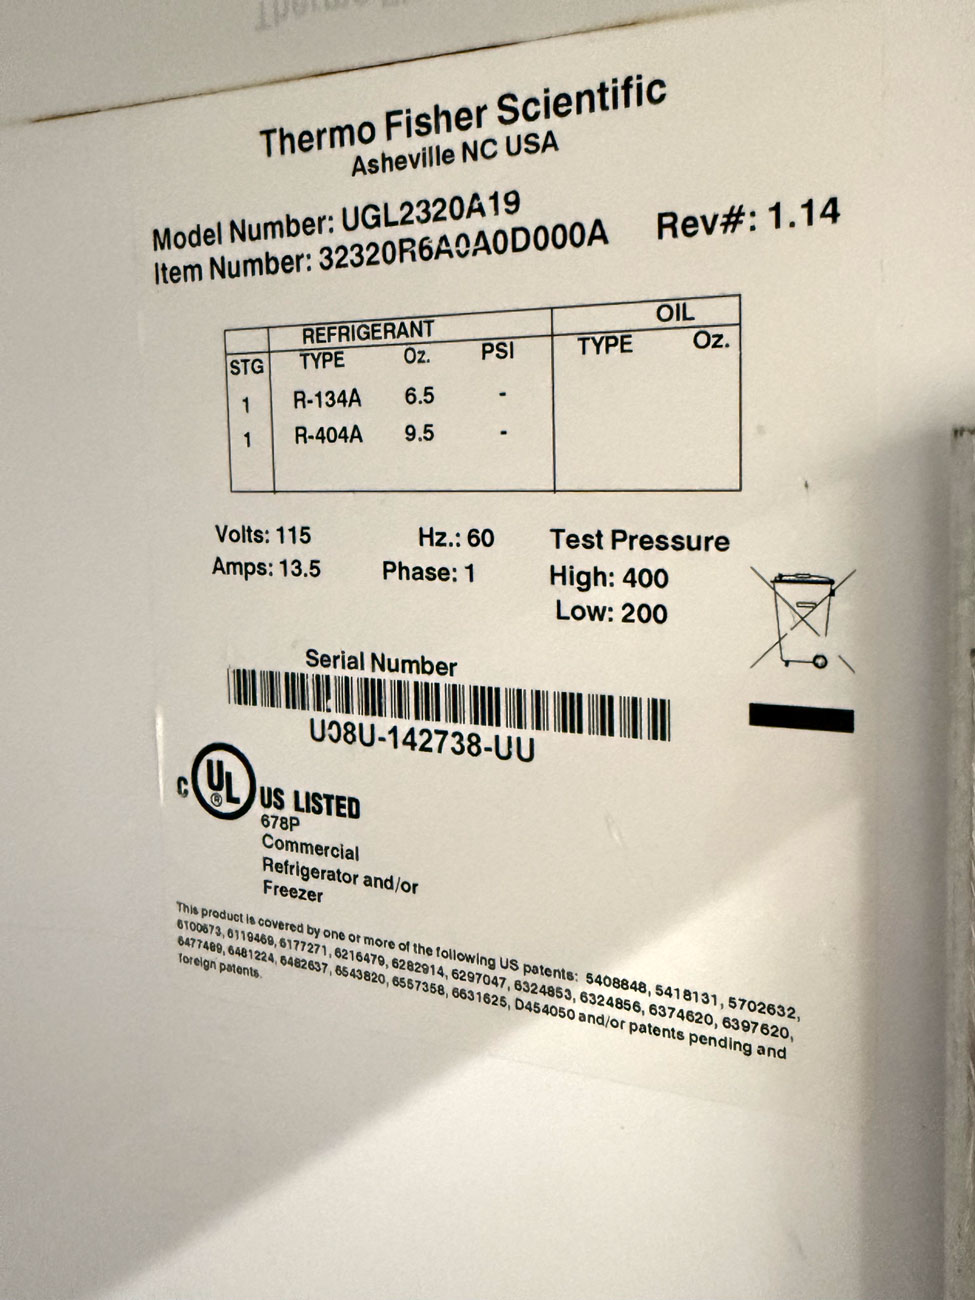 Thermo Fisher Scientific
Asheville NC USA
Model Number: UGL2320A19
Item Number: 32320R6A0A0D000A Rev#: 1.14
REFRIGERANT OIL
STG TYPE Oz. PSI TYPE Oz.
1 R-134A 6.5 -
1 R-404A 9.5 -
Volts: 115 Hz.: 60 Test Pressure
Amps: 13.5 Phase: 1 High: 400
Low: 200
Serial Number
U08U-142738-UU
C UL ® US LISTED
678P
Commercial
Refrigerator and/or
Freezer
This product is covered by one or more of the following US patents: 5408848, 5418131, 5702632,
6100673, 6119469, 6177271, 6216479, 6282914, 6297047, 6324853, 6324856, 6374620, 6397620,
6477489, 6481224, 6482637, 6543820, 6557358, 6631625, D454050 and/or patents pending and
foreign patents.